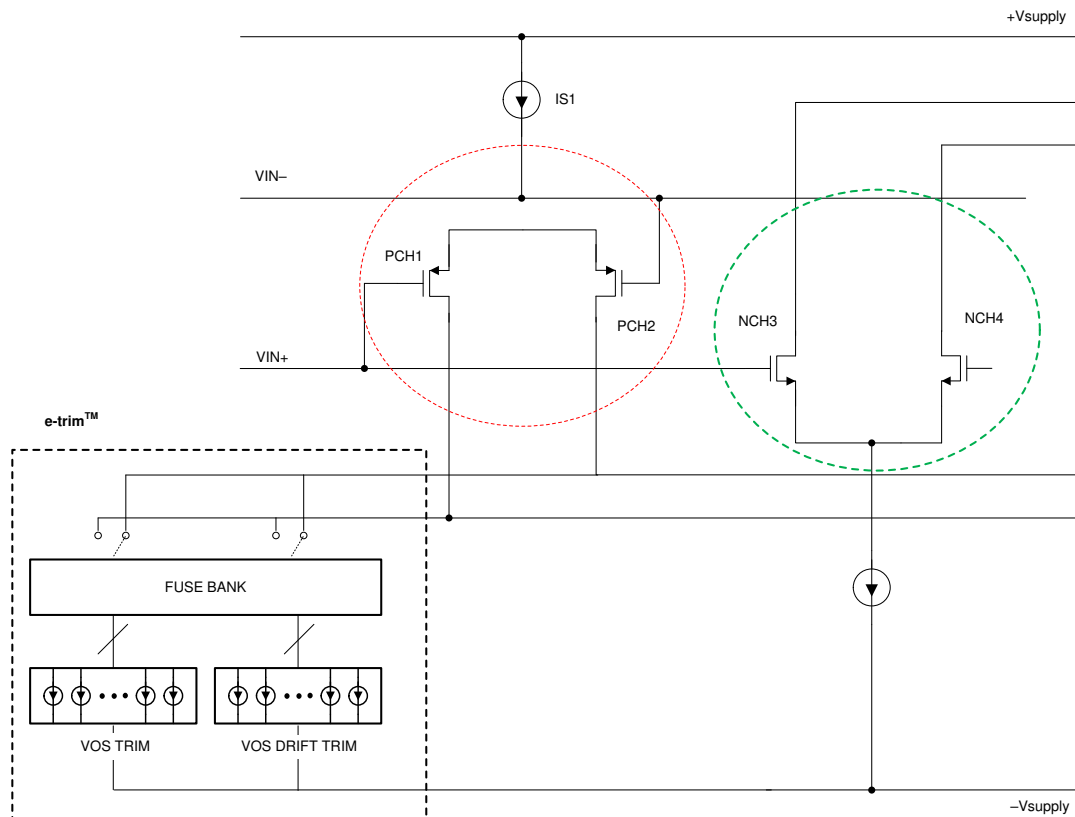 +Vsupply
IS1
VIN–
PCH1
PCH2
NCH3
NCH4
VIN+
e-trim™
FUSE BANK
VOS TRIM
VOS DRIFT TRIM
–Vsupply